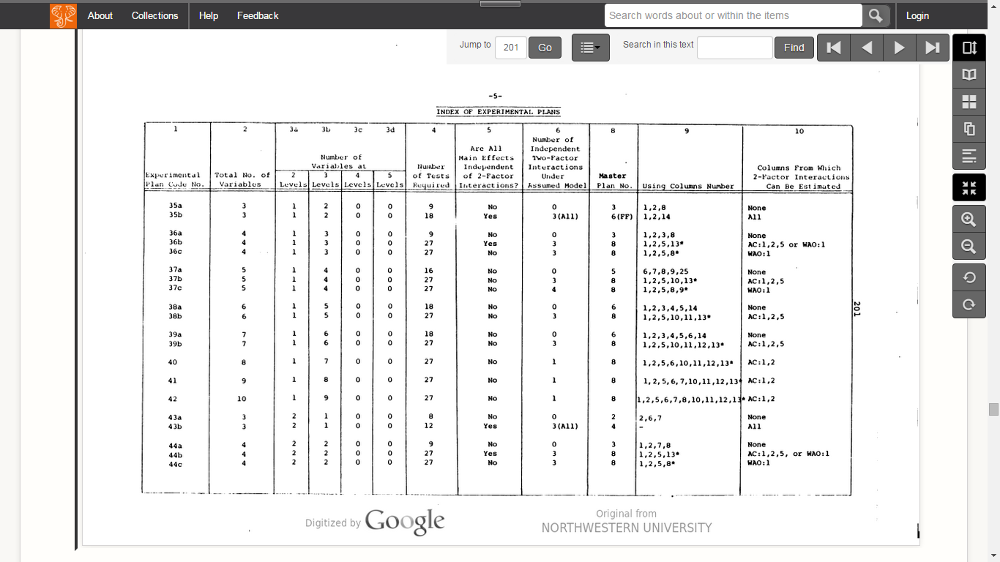 About Collections Help Feedback Search words about or within the items Login
Jump to 201 Go Search in this text Find
-5-
INDEX OF EXPERIMENTAL PLANS
1 2 3a 3b 3c 3d 4 5 6 8 9 10
Experimental Plan Code No.
Total No. of Variables
Number of Variables at
2 Levels 3 Levels 4 Levels 5 Levels
Number of Tests Required
Are All Main Effects Independent of 2-Factor Interactions?
Number of Independent Two-Factor Interactions Under Assumed Model
Master Plan No.
Using Columns Number
Columns From Which 2-Factor Interactions Can Be Estimated
35a 3 1 2 0 0 9 No 0 3 1,2,8 None
35b 3 1 2 0 0 18 Yes 3(All) 6(FF) 1,2,14 All
36a 4 1 3 0 0 9 No 0 3 1,2,3,8 None
36b 4 1 3 0 0 27 Yes 3 8 1,2,5,13* AC:1,2,5 or WAO:1
36c 4 1 3 0 0 27 No 3 8 1,2,5,8* WAO:1
37a 5 1 4 0 0 16 No 0 5 6,7,8,9,25 None
37b 5 1 4 0 0 27 No 3 8 1,2,5,10,13* AC:1,2,5
37c 5 1 4 0 0 27 No 4 8 1,2,5,8,9* WAO:1
38a 6 1 5 0 0 18 No 0 6 1,2,3,4,5,14 None
38b 6 1 5 0 0 27 No 3 8 1,2,5,10,11,13* AC:1,2,5
39a 7 1 6 0 0 18 No 0 6 1,2,3,4,5,6,14 None
39b 7 1 6 0 0 27 No 3 8 1,2,5,10,11,12,13* AC:1,2,5
40 8 1 7 0 0 27 No 1 8 1,2,5,6,10,11,12,13* AC:1,2
41 9 1 8 0 0 27 No 1 8 1,2,5,6,7,10,11,12,13* AC:1,2
42 10 1 9 0 0 27 No 1 8 1,2,5,6,7,8,10,11,12,13* AC:1,2
43a 3 2 1 0 0 8 No 0 2 2,6,7 None
43b 3 2 1 0 0 12 Yes 3(All) 4 - All
44a 4 2 2 0 0 9 No 0 3 1,2,7,8 None
44b 4 2 2 0 0 27 Yes 3 8 1,2,5,13* AC:1,2,5, or WAO:1
44c 4 2 2 0 0 27 No 3 8 1,2,5,8* WAO:1
201
Digitized by Google
Original from
NORTHWESTERN UNIVERSITY